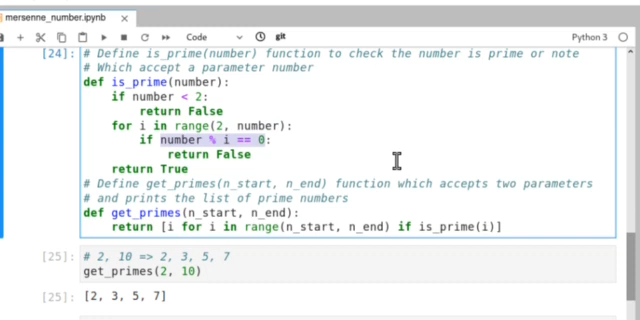 mersenne_number.ipynb
Code
git
Python 3
[24]:
# Define is_prime(number) function to check the number is prime or note
# Which accept a parameter number
def is_prime(number):
    if number < 2:
        return False
    for i in range(2, number):
        if number % i == 0:
            return False
    return True
# Define get_primes(n_start, n_end) function which accepts two parameters
# and prints the list of prime numbers
def get_primes(n_start, n_end):
    return [i for i in range(n_start, n_end) if is_prime(i)]
[25]:
# 2, 10 => 2, 3, 5, 7
get_primes(2, 10)
[25]:
[2, 3, 5, 7]